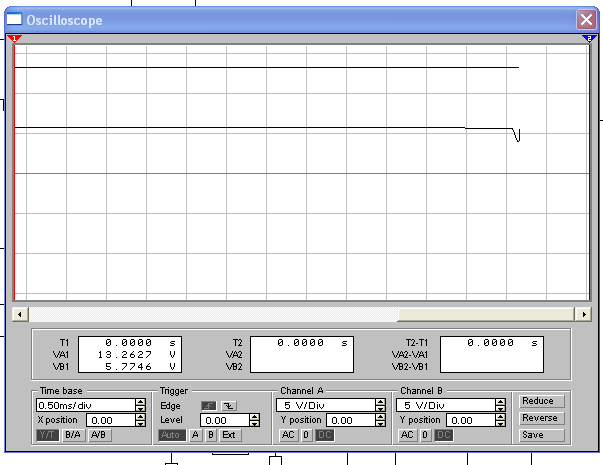 Oscilloscope
1
2
T1 0.0000 s T2 0.0000 s T2-T1 0.0000 s
VA1 13.2627 V VA2 VA2-VA1
VB1 5.7746 V VB2 VB2-VB1
Time base Trigger Channel A Channel B
0.50ms/div Edge 5 V/Div 5 V/Div Reduce
X position 0.00 Level 0.00 Y position 0.00 Y position 0.00 Reverse
Y/T B/A A/B Auto A B Ext AC 0 DC AC 0 DC Save